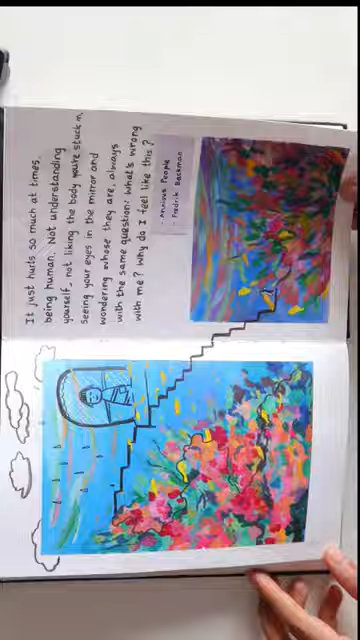 It just hurts so much at times,
being human. Not understanding
yourself, not liking the body you're stuck in,
seeing your eyes in the mirror and
wondering whose they are, always
with the same question: What's wrong
with me? Why do I feel like this?
- Anxious People
- Fredrik Backman